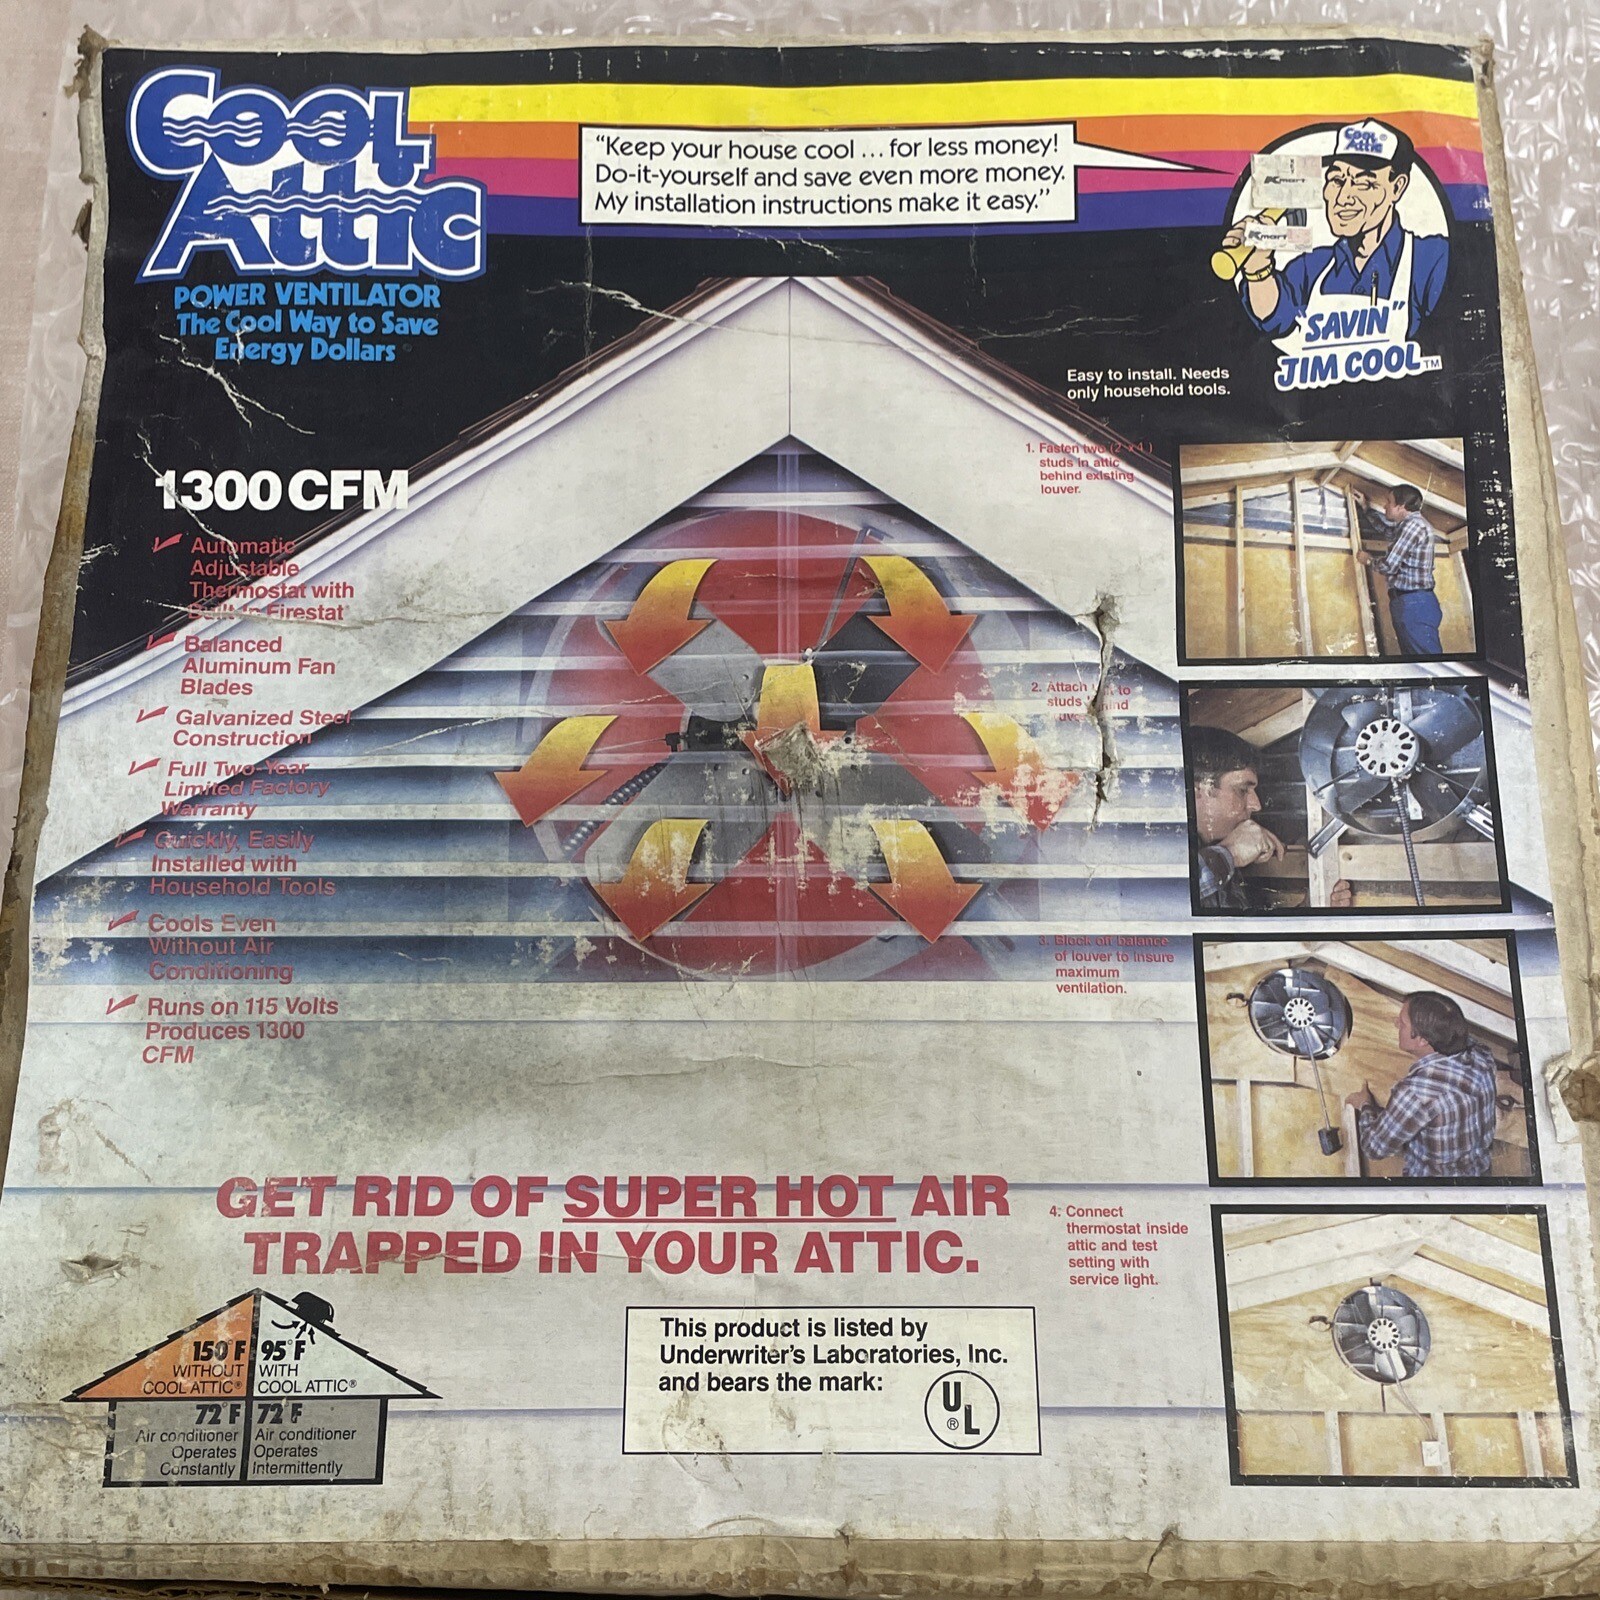 Cool
Attic
POWER VENTILATOR
The Cool Way to Save
Energy Dollars
"Keep your house cool ... for less money!
Do-it-yourself and save even more money.
My installation instructions make it easy."
Cool ®
Attic
Kmart
Kmart
"SAVIN"
JIM COOL™
Easy to install. Needs
only household tools.
1300 CFM
Automatic
Adjustable
Thermostat with
Built-In Firestat
Balanced
Aluminum Fan
Blades
Galvanized Steel
Construction
Full Two-Year
Limited Factory
Warranty
Quickly, Easily
Installed with
Household Tools
Cools Even
Without Air
Conditioning
Runs on 115 Volts
Produces 1300
CFM
1. Fasten two
studs in attic
behind existing
louver.
2. Attach to
studs
3. Block off balance
of louver to insure
maximum
ventilation.
4: Connect
thermostat inside
attic and test
setting with
service light.
GET RID OF SUPER HOT AIR
TRAPPED IN YOUR ATTIC.
150°F
WITHOUT
COOL ATTIC®
95°F
WITH
COOL ATTIC®
72°F
Air conditioner
Operates
Constantly
72°F
Air conditioner
Operates
Intermittently
This product is listed by
Underwriter's Laboratories, Inc.
and bears the mark:
U
® L